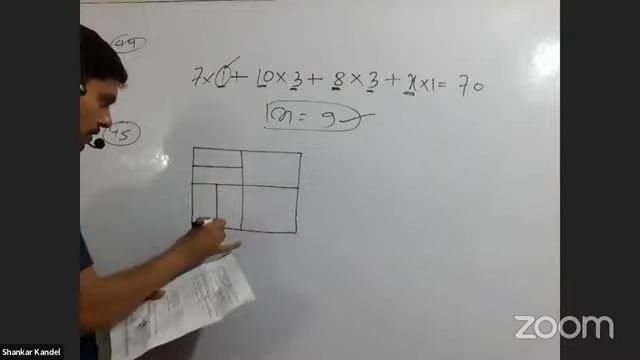 49
7 × 1 + 10 × 3 + 8 × 3 + x × 1 = 70
x = 9
45
zoom
Shankar Kandel